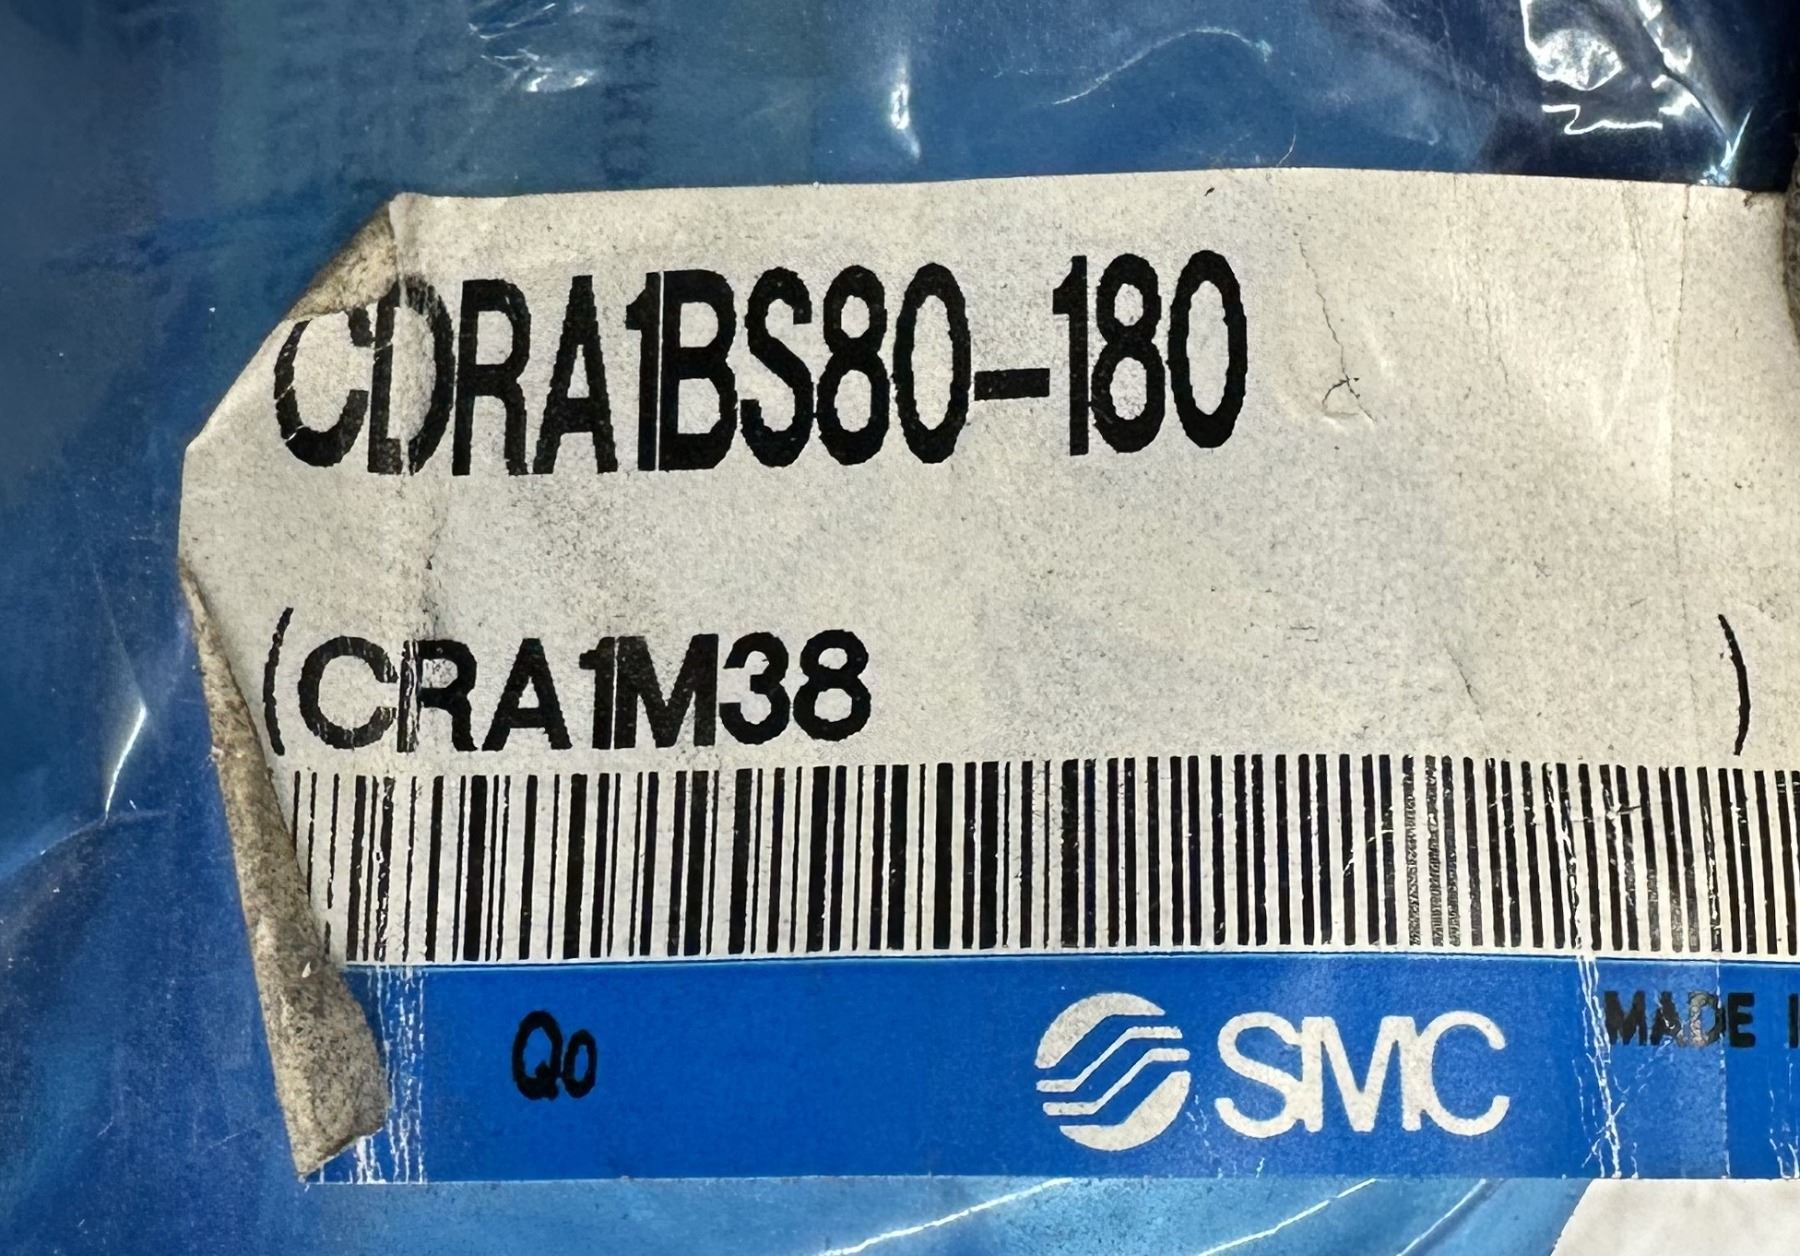 CDRA1BS80-180
(CRA1M38 )
Q0
SMC
MADE